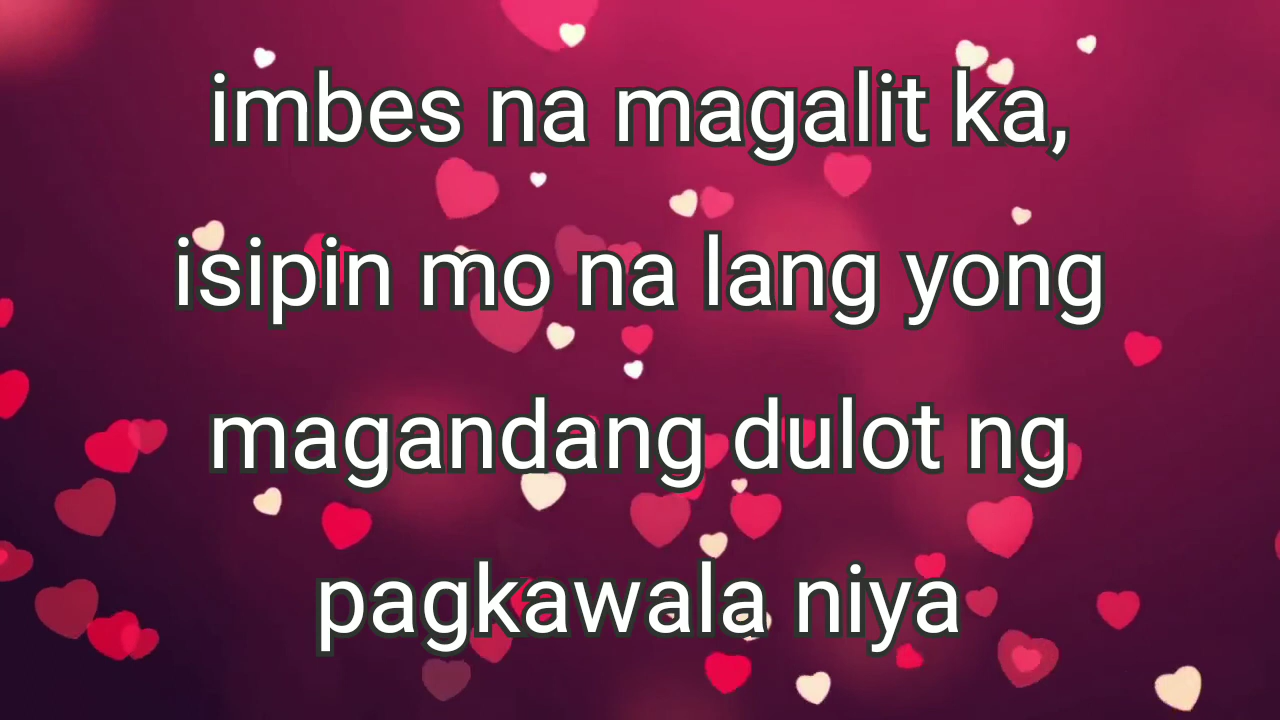 imbes na magalit ka,
isipin mo na lang yong
magandang dulot ng
pagkawala niya